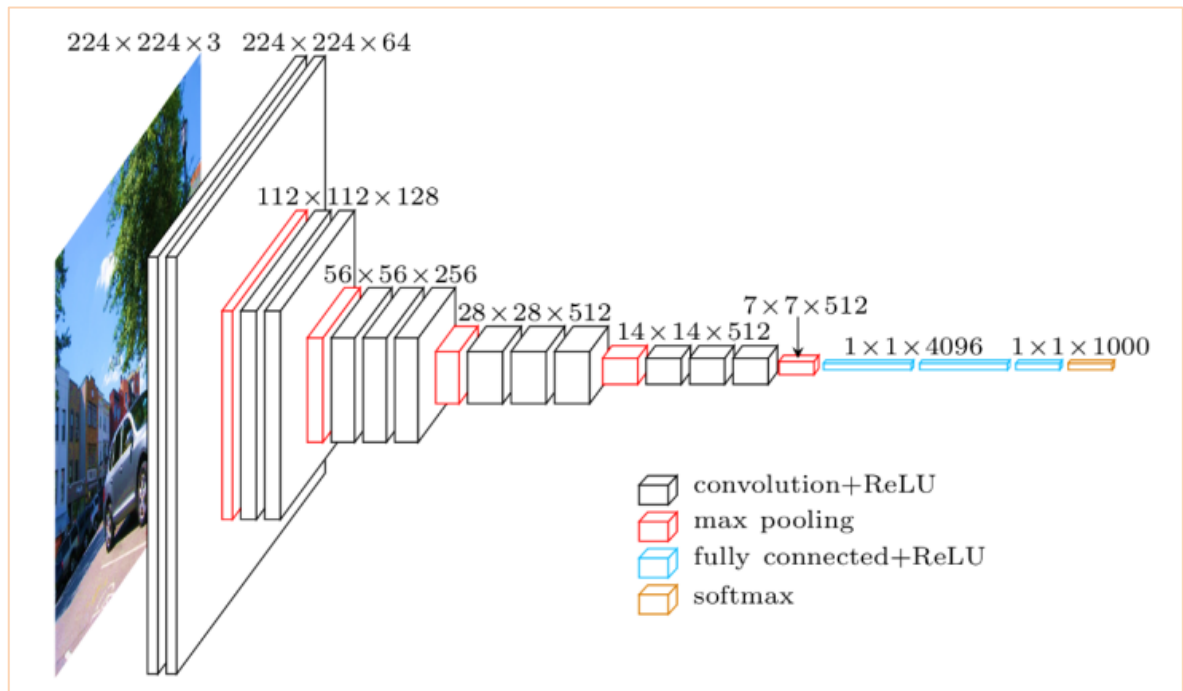 224×224×3
224×224×64
112×112×128
56×56×256
28×28×512
14×14×512
7×7×512
1×1×4096
1×1×1000
convolution+ReLU
max pooling
fully connected+ReLU
softmax